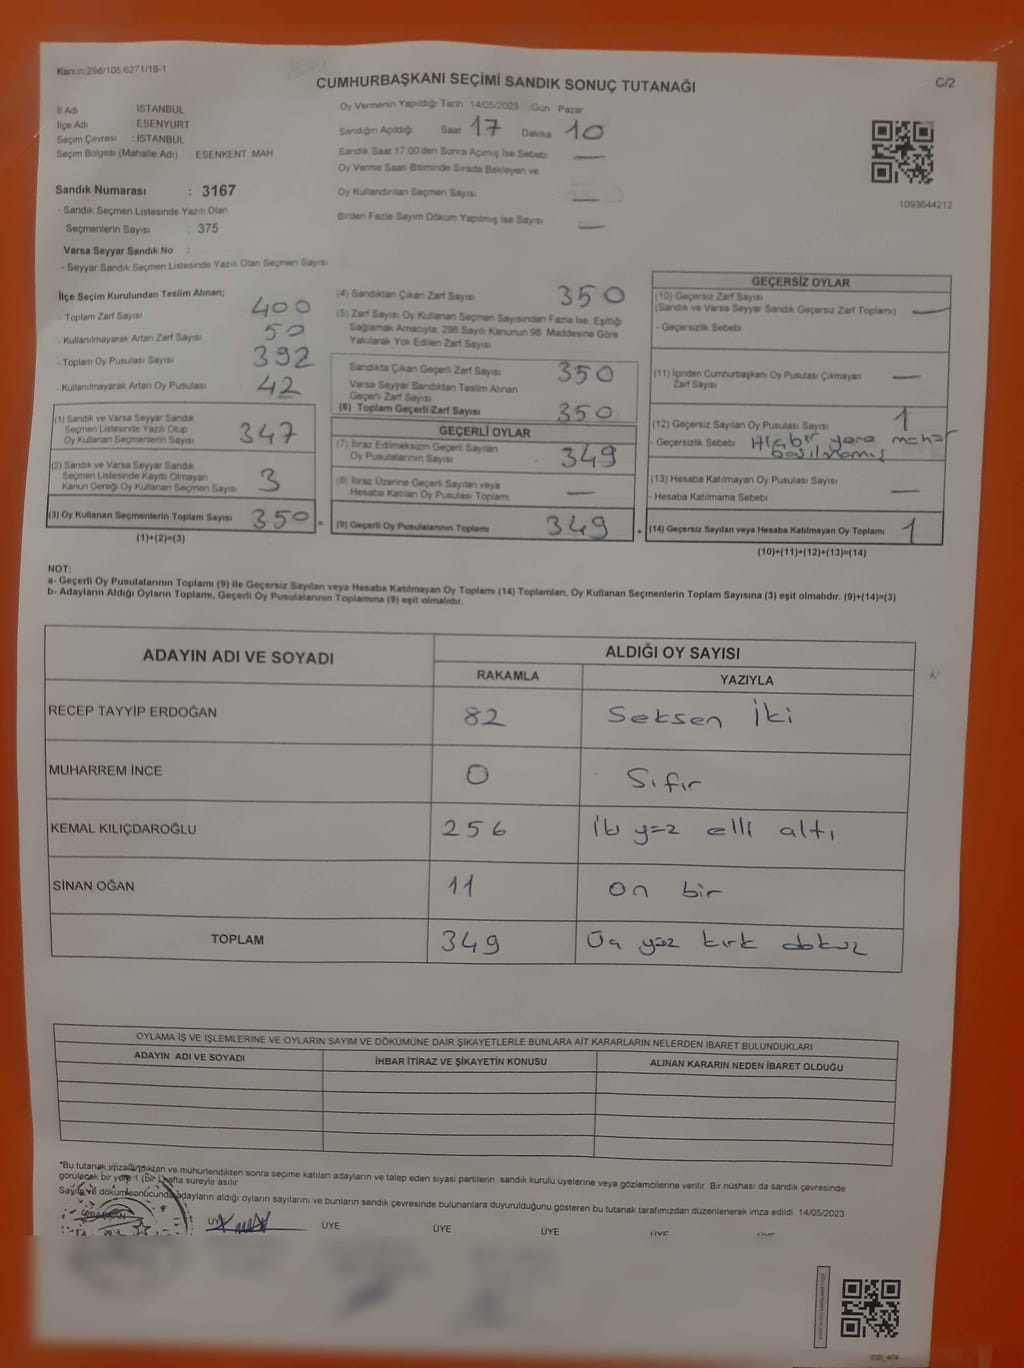 Kanun:298/105,6271/18-1
CUMHURBAŞKANI SEÇİMİ SANDIK SONUÇ TUTANAĞI
C/2
İl Adı İSTANBUL
İlçe Adı ESENYURT
Seçim Çevresi : İSTANBUL
Seçim Bölgesi (Mahalle Adı) ESENKENT MAH
Sandık Numarası : 3167
- Sandık Seçmen Listesinde Yazılı Olan
Seçmenlerin Sayısı : 375
Varsa Seyyar Sandık No :
- Seyyar Sandık Seçmen Listesinde Yazılı Olan Seçmen Sayısı
Oy Vermenin Yapıldığı Tarih 14/05/2023 Gün Pazar
Sandığın Açıldığı Saat 17 Dakika 10
Sandık Saat 17.00'den Sonra Açılmış İse Sebebi —
Oy Verme Saati Bitiminde Sırada Bekleyen ve
Oy Kullandırılan Seçmen Sayısı —
Birden Fazla Sayım Döküm Yapılmış İse Sayısı —
1093644212
İlçe Seçim Kurulundan Teslim Alınan;
- Toplam Zarf Sayısı 400
- Kullanılmayarak Artan Zarf Sayısı 50
- Toplam Oy Pusulası Sayısı 392
- Kullanılmayarak Artan Oy Pusulası 42
(1) Sandık ve Varsa Seyyar Sandık
Seçmen Listesinde Yazılı Olup
Oy Kullanan Seçmenlerin Sayısı 347
(2) Sandık ve Varsa Seyyar Sandık
Seçmen Listesinde Kayıtlı Olmayan
Kanun Gereği Oy Kullanan Seçmen Sayısı 3
(3) Oy Kullanan Seçmenlerin Toplam Sayısı 350 =
(1)+(2)=(3)
(4) Sandıktan Çıkan Zarf Sayısı 350
(5) Zarf Sayısı Oy Kullanan Seçmen Sayısından Fazla İse, Eşitliği
Sağlamak Amacıyla, 298 Sayılı Kanunun 98. Maddesine Göre
Yakılarak Yok Edilen Zarf Sayısı
Sandıkta Çıkan Geçerli Zarf Sayısı 350
Varsa Seyyar Sandıktan Teslim Alınan
Geçerli Zarf Sayısı
(6) Toplam Geçerli Zarf Sayısı 350
GEÇERLİ OYLAR
(7) İtiraz Edilmeksizin Geçerli Sayılan
Oy Pusulalarının Sayısı 349
(8) İtiraz Üzerine Geçerli Sayılan veya
Hesaba Katılan Oy Pusulası Toplamı —
(9) Geçerli Oy Pusulalarının Toplamı 349 +
GEÇERSİZ OYLAR
(10) Geçersiz Zarf Sayısı
(Sandık ve Varsa Seyyar Sandık Geçersiz Zarf Toplamı) —
- Geçersizlik Sebebi
(11) İçinden Cumhurbaşkanı Oy Pusulası Çıkmayan
Zarf Sayısı —
(12) Geçersiz Sayılan Oy Pusulası Sayısı 1
- Geçersizlik Sebebi Hiçbir yere mühür
basılmamış
(13) Hesaba Katılmayan Oy Pusulası Sayısı —
- Hesaba Katılmama Sebebi
(14) Geçersiz Sayılan veya Hesaba Katılmayan Oy Toplamı 1
(10)+(11)+(12)+(13)=(14)
NOT:
a- Geçerli Oy Pusulalarının Toplamı (9) ile Geçersiz Sayılan veya Hesaba Katılmayan Oy Toplamı (14) Toplamları, Oy Kullanan Seçmenlerin Toplam Sayısına (3) eşit olmalıdır. (9)+(14)=(3)
b- Adayların Aldığı Oyların Toplamı, Geçerli Oy Pusulalarının Toplamına (9) eşit olmalıdır.
ADAYIN ADI VE SOYADI ALDIĞI OY SAYISI
RAKAMLA YAZIYLA
RECEP TAYYİP ERDOĞAN 82 Seksen İki
MUHARREM İNCE 0 Sıfır
KEMAL KILIÇDAROĞLU 256 iki yüz elli altı
SİNAN OĞAN 11 on bir
TOPLAM 349 Üç yüz kırk dokuz
OYLAMA İŞ VE İŞLEMLERİNE VE OYLARIN SAYIM VE DÖKÜMÜNE DAİR ŞİKAYETLERLE BUNLARA AİT KARARLARIN NELERDEN İBARET BULUNDUKLARI
ADAYIN ADI VE SOYADI İHBAR İTİRAZ VE ŞİKAYETİN KONUSU ALINAN KARARIN NEDEN İBARET OLDUĞU
*Bu tutanak imzalandıktan ve mühürlendikten sonra seçime katılan adayların ve talep eden siyasi partilerin sandık kurulu üyelerine veya gözlemcilerine verilir. Bir nüshası da sandık çevresinde
görülecek bir yere 1 (bir) hafta süreyle asılır.
Sayım ve döküm sonucunda adayların aldığı oyların sayılarını ve bunların sandık çevresinde bulunanlara duyurulduğunu gösteren bu tutanak tarafımızdan düzenlenerek imza edildi. 14/05/2023
ÜYE ÜYE ÜYE ÜYE ÜYE